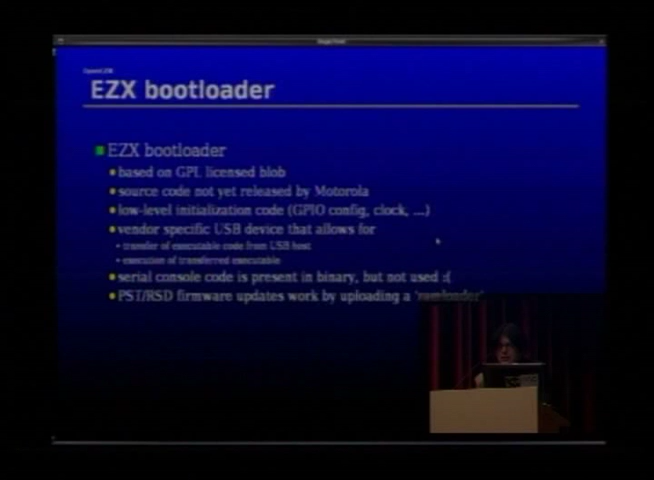 OpenEZX
EZX bootloader
EZX bootloader
based on GPL licensed blob
source code not yet released by Motorola
low-level initialization code (GPIO config, clock, ...)
vendor specific USB device that allows for
transfer of executable code from USB host
execution of transferred executable
serial console code is present in binary, but not used :(
PST/RSD firmware updates work by uploading a 'ramloader'